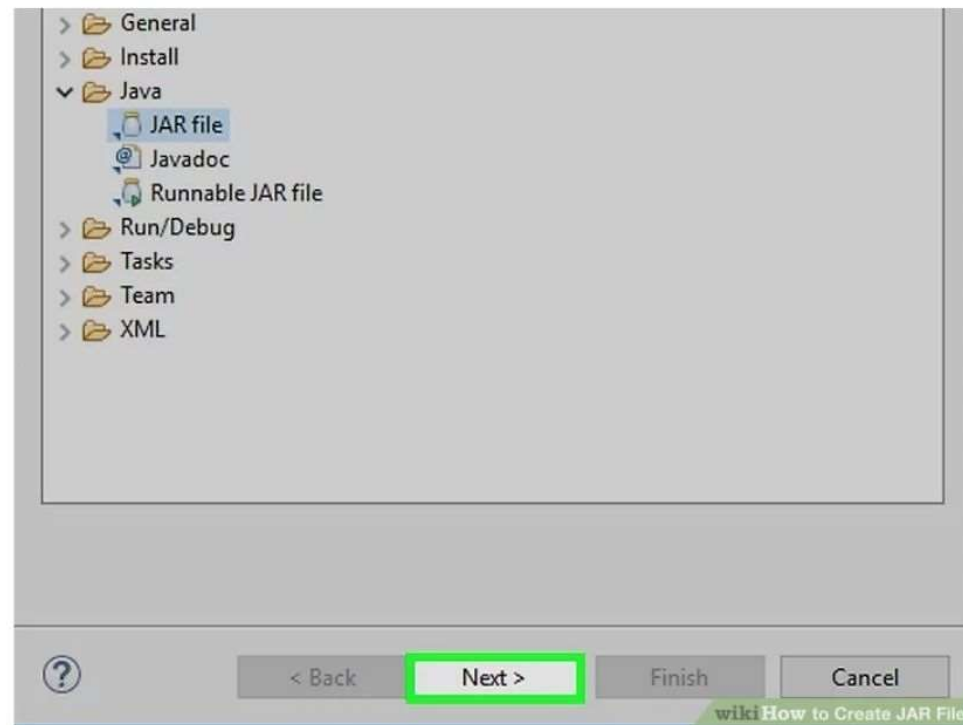 General
Install
Java
JAR file
Javadoc
Runnable JAR file
Run/Debug
Tasks
Team
XML
? < Back Next > Finish Cancel
wikiHow to Create JAR File